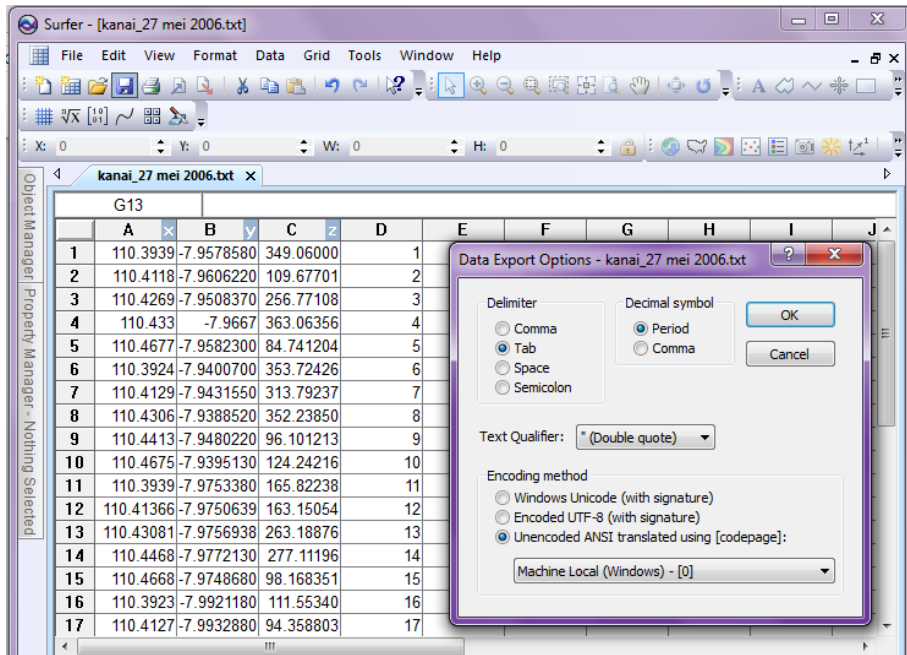 Surfer - [kanai_27 mei 2006.txt]
File Edit View Format Data Grid Tools Window Help
X: 0 Y: 0 W: 0 H: 0
kanai_27 mei 2006.txt
Object Manager
Property Manager - Nothing Selected
G13
A x B y C z D E F G H I J
1 110.3939 -7.9578580 349.06000 1
2 110.4118 -7.9606220 109.67701 2
3 110.4269 -7.9508370 256.77108 3
4 110.433 -7.9667 363.06356 4
5 110.4677 -7.9582300 84.741204 5
6 110.3924 -7.9400700 353.72426 6
7 110.4129 -7.9431550 313.79237 7
8 110.4306 -7.9388520 352.23850 8
9 110.4413 -7.9480220 96.101213 9
10 110.4675 -7.9395130 124.24216 10
11 110.3939 -7.9753380 165.82238 11
12 110.41366 -7.9750639 163.15054 12
13 110.43081 -7.9756938 263.18876 13
14 110.4468 -7.9772130 277.11196 14
15 110.4668 -7.9748680 98.168351 15
16 110.3923 -7.9921180 111.55340 16
17 110.4127 -7.9932880 94.358803 17
Data Export Options - kanai_27 mei 2006.txt
Delimiter
Comma
Tab
Space
Semicolon
Decimal symbol
Period
Comma
OK
Cancel
Text Qualifier: " (Double quote)
Encoding method
Windows Unicode (with signature)
Encoded UTF-8 (with signature)
Unencoded ANSI translated using [codepage]:
Machine Local (Windows) - [0]